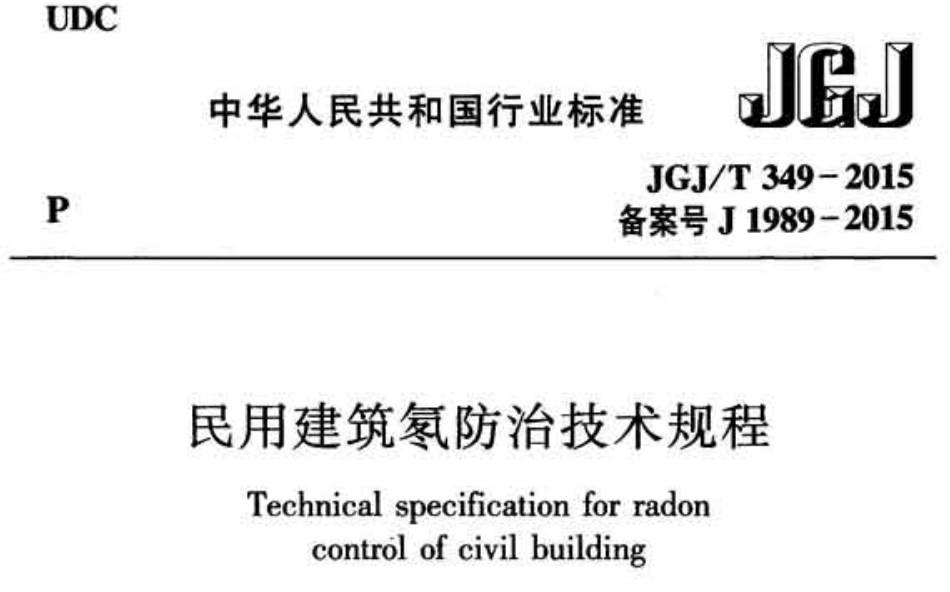 UDC
JGJ
中华人民共和国行业标准
JGJ/T 349-2015
P
备案号 J 1989-2015
民用建筑氡防治技术规程
Technical specification for radon
control of civil building